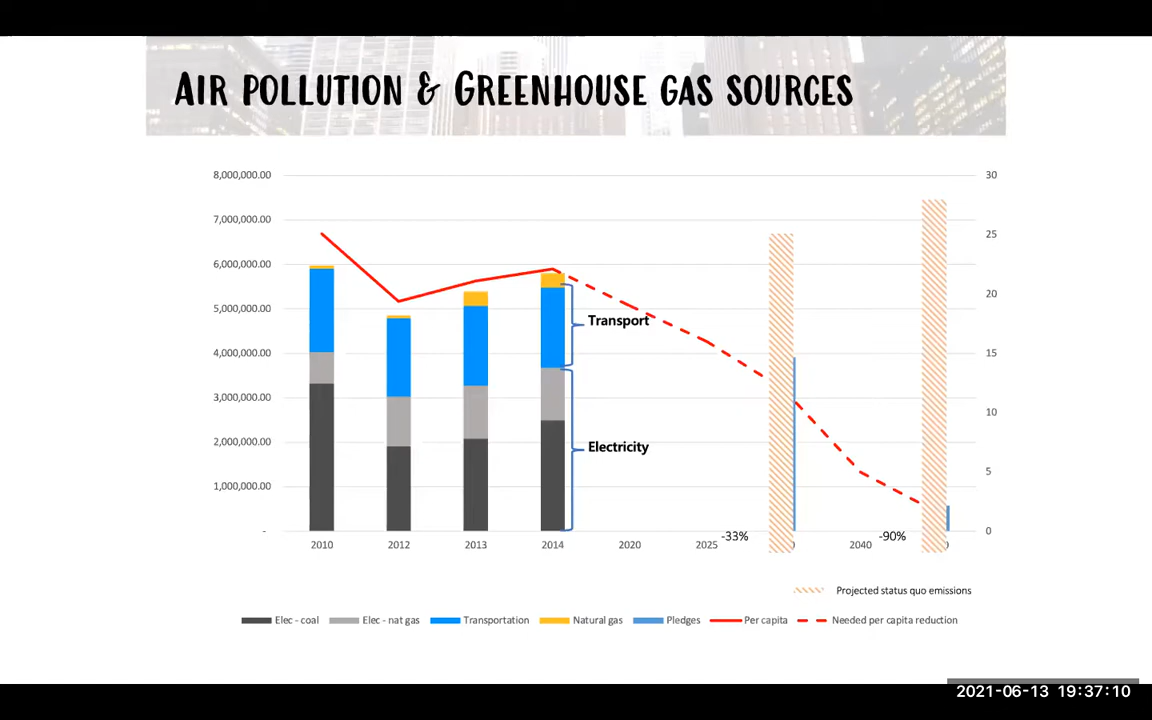 AIR POLLUTION & GREENHOUSE GAS SOURCES
8,000,000.00
30
7,000,000.00
25
6,000,000.00
20
5,000,000.00
Transport
4,000,000.00
15
3,000,000.00
10
2,000,000.00
Electricity
5
1,000,000.00
-
0
-33%
-90%
2010
2012
2013
2014
2020
2025
2040
Projected status quo emissions
Elec - coal
Elec - nat gas
Transportation
Natural gas
Pledges
Per capita
Needed per capita reduction
2021-06-13 19:37:10